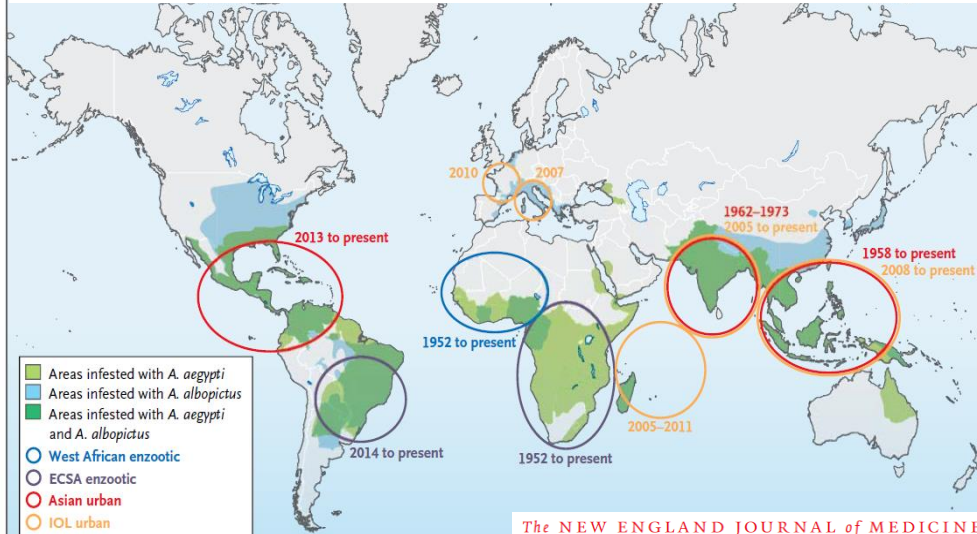 2010
2007
1962–1973
2005 to present
2013 to present
1958 to present
2008 to present
1952 to present
2005–2011
2014 to present
1952 to present
Areas infested with A. aegypti
Areas infested with A. albopictus
Areas infested with A. aegypti
and A. albopictus
West African enzootic
ECSA enzootic
Asian urban
IOL urban
The NEW ENGLAND JOURNAL of MEDICINE